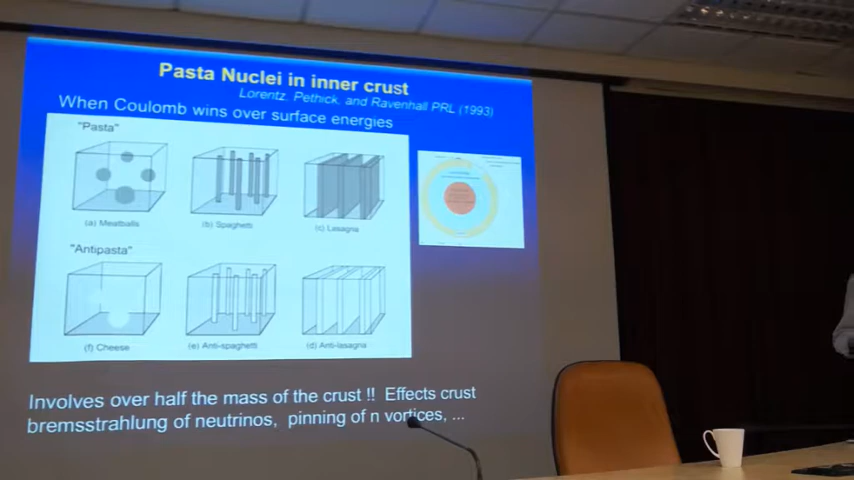 Pasta Nuclei in inner crust
Lorentz, Pethick, and Ravenhall PRL (1993)
When Coulomb wins over surface energies
"Pasta"
(a) Meatballs
(b) Spaghetti
(c) Lasagna
"Antipasta"
(f) Cheese
(e) Anti-spaghetti
(d) Anti-lasagna
Involves over half the mass of the crust !! Effects crust
bremsstrahlung of neutrinos, pinning of n vortices, ...